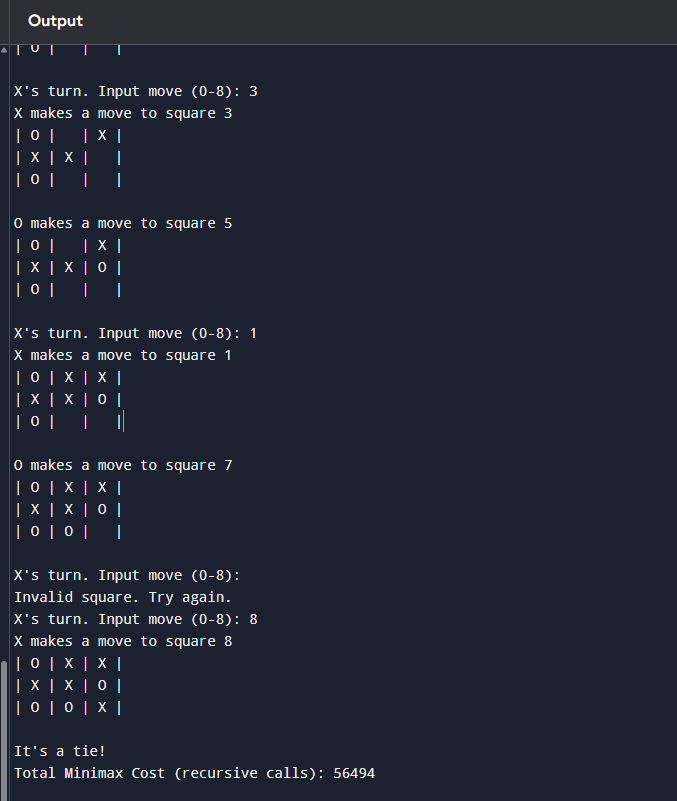 Output
| O |   |   |
X's turn. Input move (0-8): 3
X makes a move to square 3
| O |   | X |
| X | X |   |
| O |   |   |
O makes a move to square 5
| O |   | X |
| X | X | O |
| O |   |   |
X's turn. Input move (0-8): 1
X makes a move to square 1
| O | X | X |
| X | X | O |
| O |   |   |
O makes a move to square 7
| O | X | X |
| X | X | O |
| O | O |   |
X's turn. Input move (0-8):
Invalid square. Try again.
X's turn. Input move (0-8): 8
X makes a move to square 8
| O | X | X |
| X | X | O |
| O | O | X |
It's a tie!
Total Minimax Cost (recursive calls): 56494